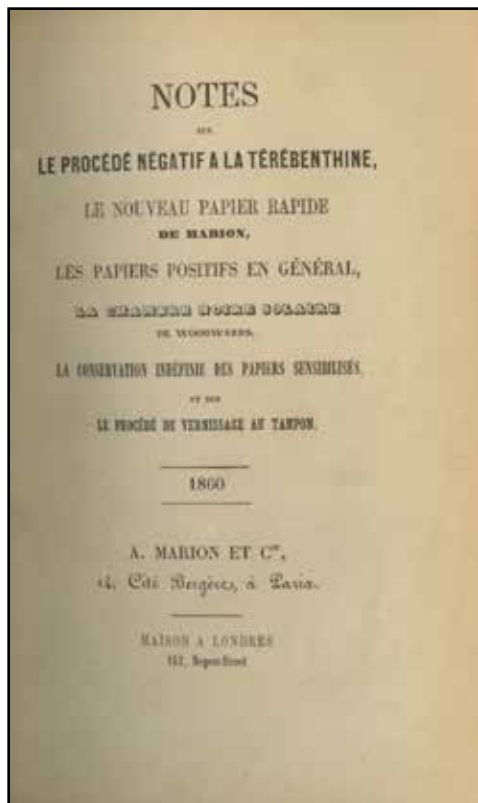 NOTES
SUR
LE PROCÉDÉ NÉGATIF A LA TÉRÉBENTHINE,
LE NOUVEAU PAPIER RAPIDE
DE MARION,
LES PAPIERS POSITIFS EN GÉNÉRAL,
LA CHAMBRE NOIRE SOLAIRE
DE WOODWARD,
LA CONSERVATION INDÉFINIE DES PAPIERS SENSIBILISÉS,
ET SUR
LE PROCÉDÉ DE VERNISSAGE AU TAMPON.
1860
A. MARION ET Cie,
14, Cité Bergère, à Paris.
MAISON A LONDRES
152, Regent-Street